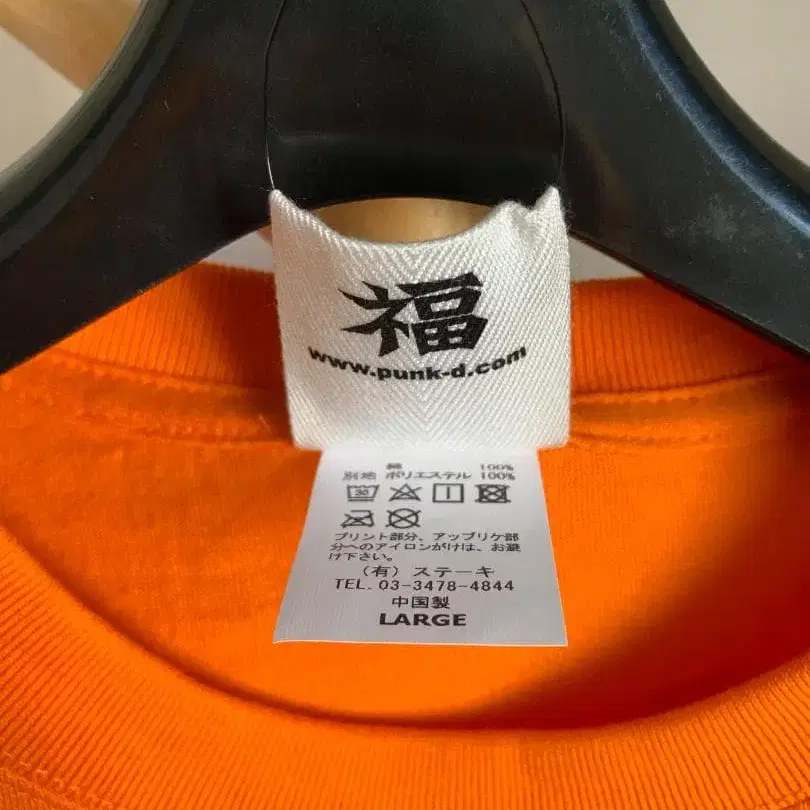 福
www.punk-d.com
綿 100%
別地 ポリエステル 100%
30
プリント部分、アップリケ部
分へのアイロンがけは、お避
け下さい。
(有) ステーキ
TEL. 03-3478-4844
中国製
LARGE